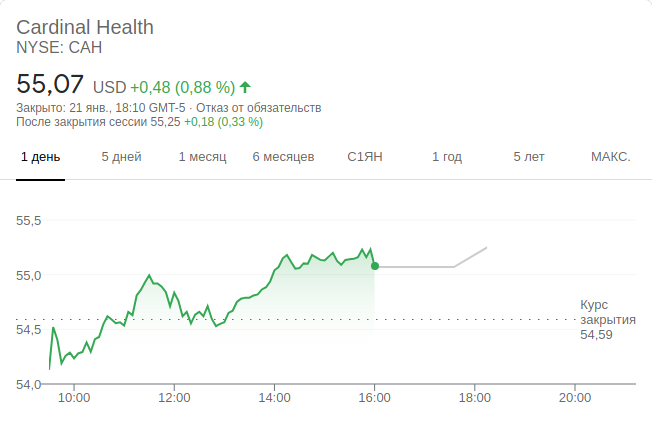 Cardinal Health
NYSE: CAH
55,07 USD +0,48 (0,88 %)
Закрыто: 21 янв., 18:10 GMT-5 · Отказ от обязательств
После закрытия сессии 55,25 +0,18 (0,33 %)
1 день 5 дней 1 месяц 6 месяцев С1ЯН 1 год 5 лет МАКС.
55,5
55,0
54,5
54,0
Курс
закрытия
54,59
10:00 12:00 14:00 16:00 18:00 20:00